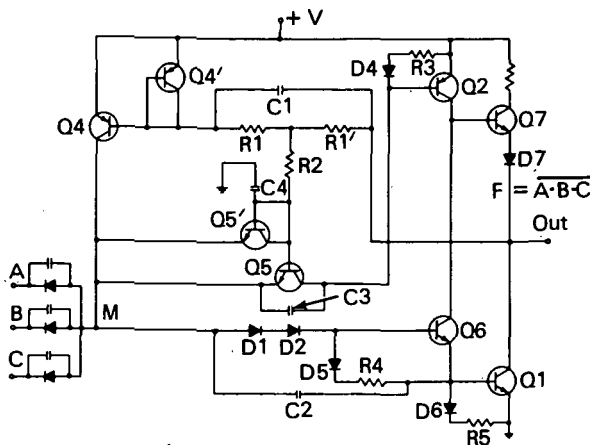 + V
Q4'
D4
R3
Q2
Q4
C1
Q7
R1
R1'
R2
D7
C4
F = A·B·C
Q5'
Out
Q5
A
C3
B
M
Q6
D1
D2
C
D5
R4
D6
Q1
C2
R5